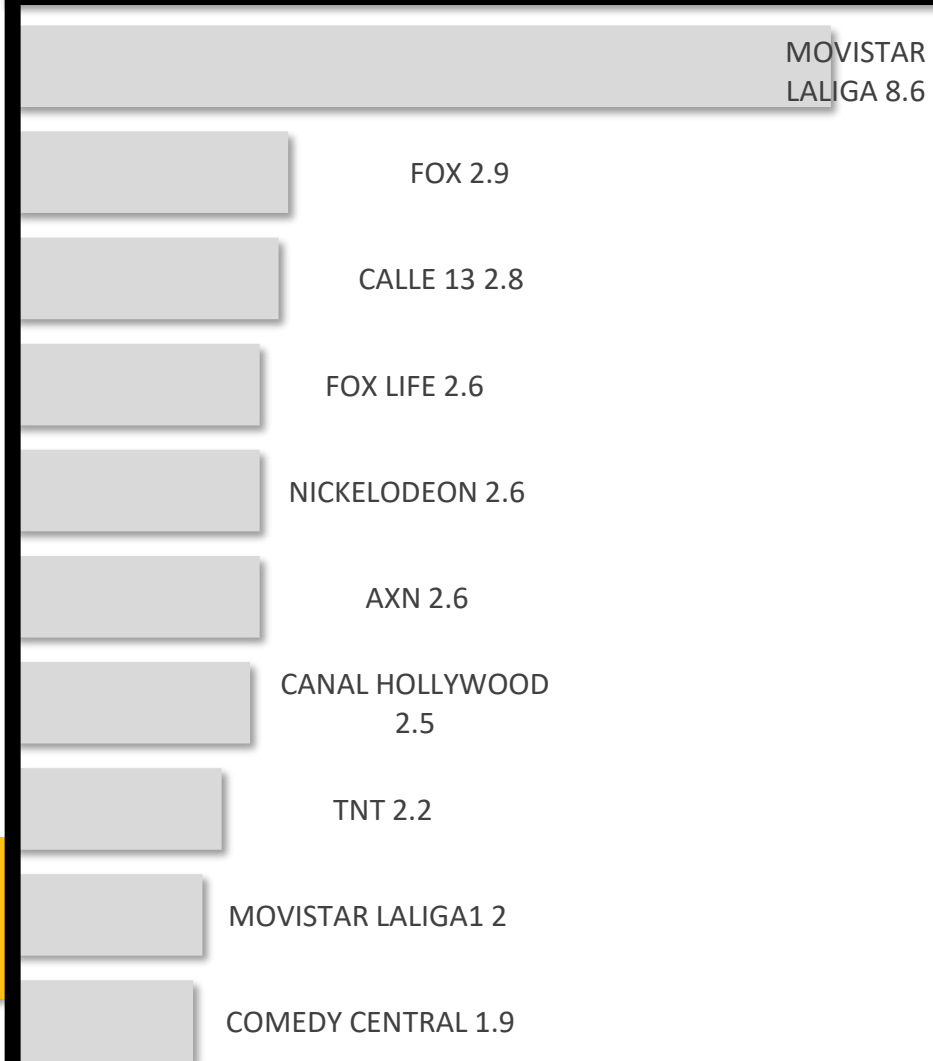 MOVISTAR
LALIGA 8.6
FOX 2.9
CALLE 13 2.8
FOX LIFE 2.6
NICKELODEON 2.6
AXN 2.6
CANAL HOLLYWOOD
2.5
TNT 2.2
MOVISTAR LALIGA1 2
COMEDY CENTRAL 1.9